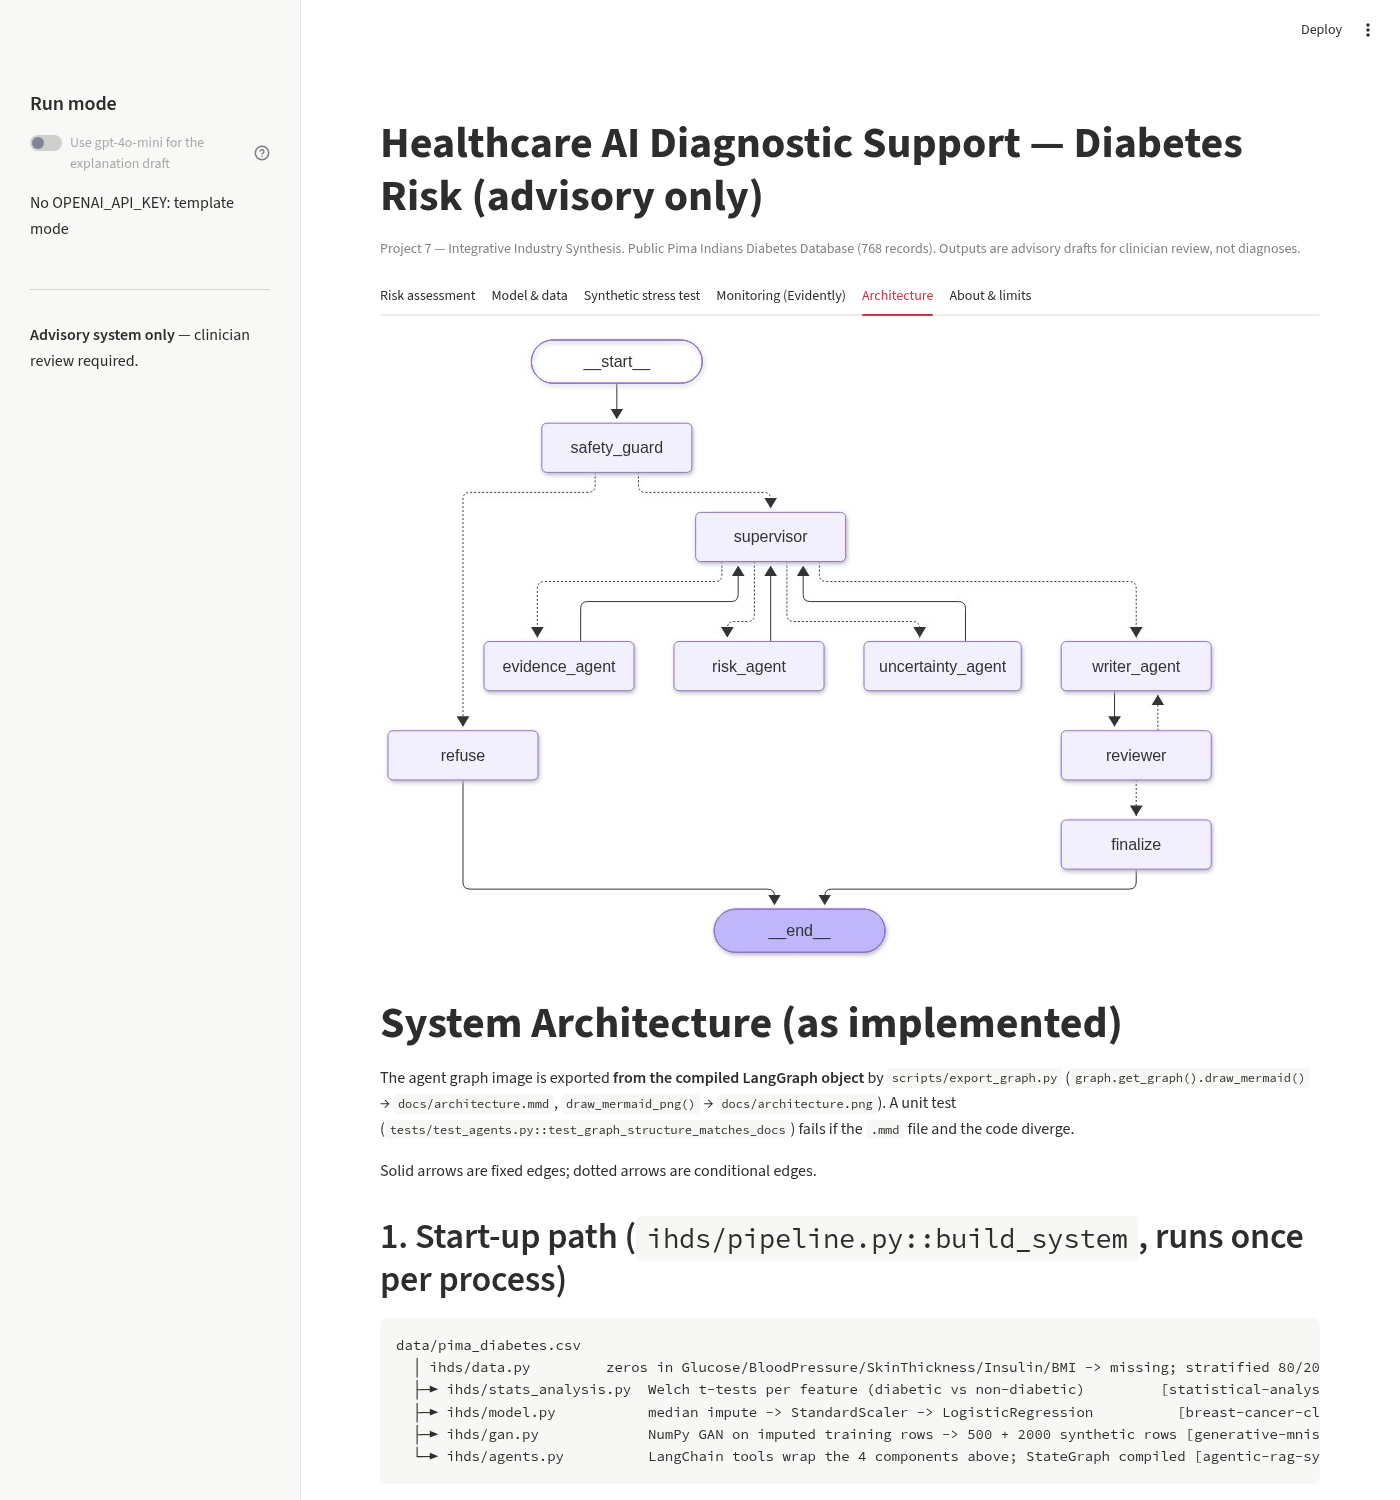 Deploy
Run mode
Use gpt-4o-mini for the
explanation draft
No OPENAI_API_KEY: template
mode
Advisory system only — clinician
review required.
Healthcare AI Diagnostic Support — Diabetes
Risk (advisory only)
Project 7 — Integrative Industry Synthesis. Public Pima Indians Diabetes Database (768 records). Outputs are advisory drafts for clinician review, not diagnoses.
Risk assessment Model & data Synthetic stress test Monitoring (Evidently) Architecture About & limits
__start__
safety_guard
supervisor
evidence_agent risk_agent uncertainty_agent writer_agent
refuse reviewer
finalize
__end__
System Architecture (as implemented)
The agent graph image is exported from the compiled LangGraph object by scripts/export_graph.py ( graph.get_graph().draw_mermaid()
→ docs/architecture.mmd , draw_mermaid_png() → docs/architecture.png ). A unit test
( tests/test_agents.py::test_graph_structure_matches_docs ) fails if the .mmd file and the code diverge.
Solid arrows are fixed edges; dotted arrows are conditional edges.
1. Start-up path ( ihds/pipeline.py::build_system , runs once
per process)
data/pima_diabetes.csv
│ ihds/data.py zeros in Glucose/BloodPressure/SkinThickness/Insulin/BMI -> missing; stratified 80/20
├─► ihds/stats_analysis.py Welch t-tests per feature (diabetic vs non-diabetic) [statistical-analys
├─► ihds/model.py median impute -> StandardScaler -> LogisticRegression [breast-cancer-cl
├─► ihds/gan.py NumPy GAN on imputed training rows -> 500 + 2000 synthetic rows [generative-mnis
└─► ihds/agents.py LangChain tools wrap the 4 components above; StateGraph compiled [agentic-rag-sy